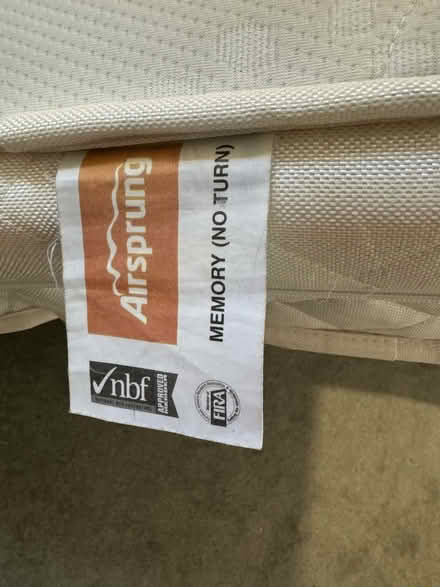 Airsprung
MEMORY (NO TURN)
nbf
APPROVED
FIRA